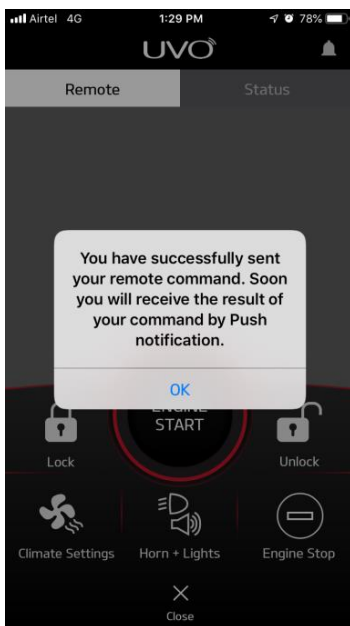 Airtel 4G 1:29 PM 78%
UVO
Remote Status
You have successfully sent
your remote command. Soon
you will receive the result of
your command by Push
notification.
OK
ENGINE
START
Lock Unlock
Climate Settings Horn + Lights Engine Stop
Close